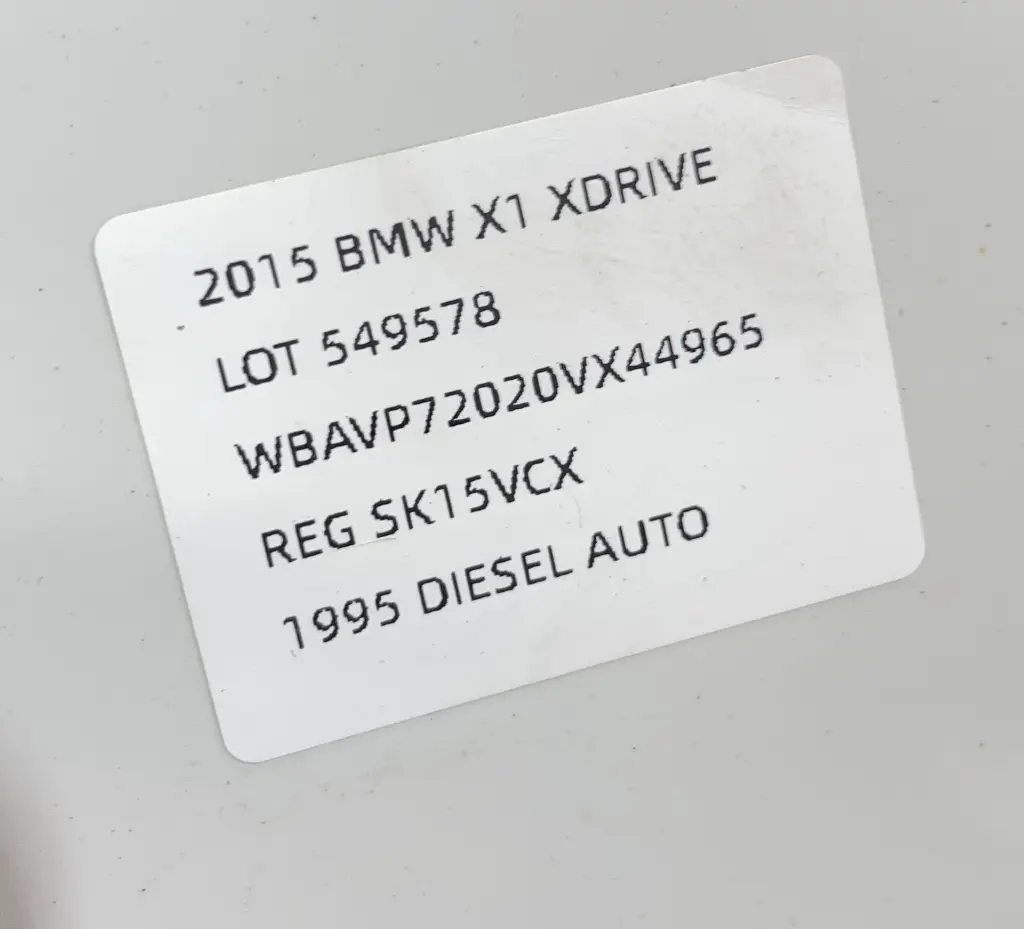 2015 BMW X1 XDRIVE
LOT 549578
WBAVP72020VX44965
REG SK15VCX
1995 DIESEL AUTO